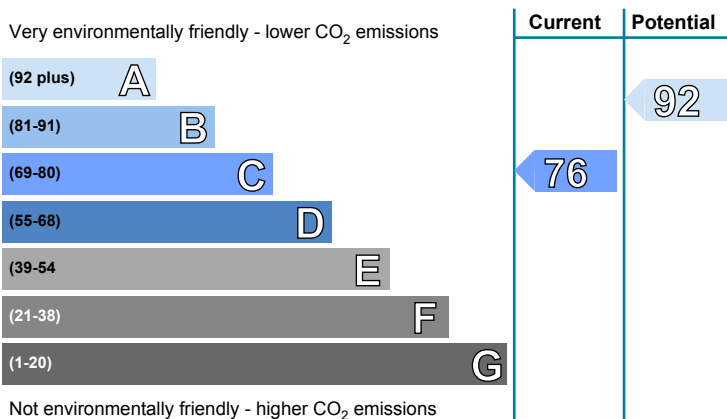 Very environmentally friendly - lower CO2 emissions
Current
Potential
(92 plus) A
92
(81-91) B
(69-80) C
76
(55-68) D
(39-54 E
(21-38) F
(1-20) G
Not environmentally friendly - higher CO2 emissions